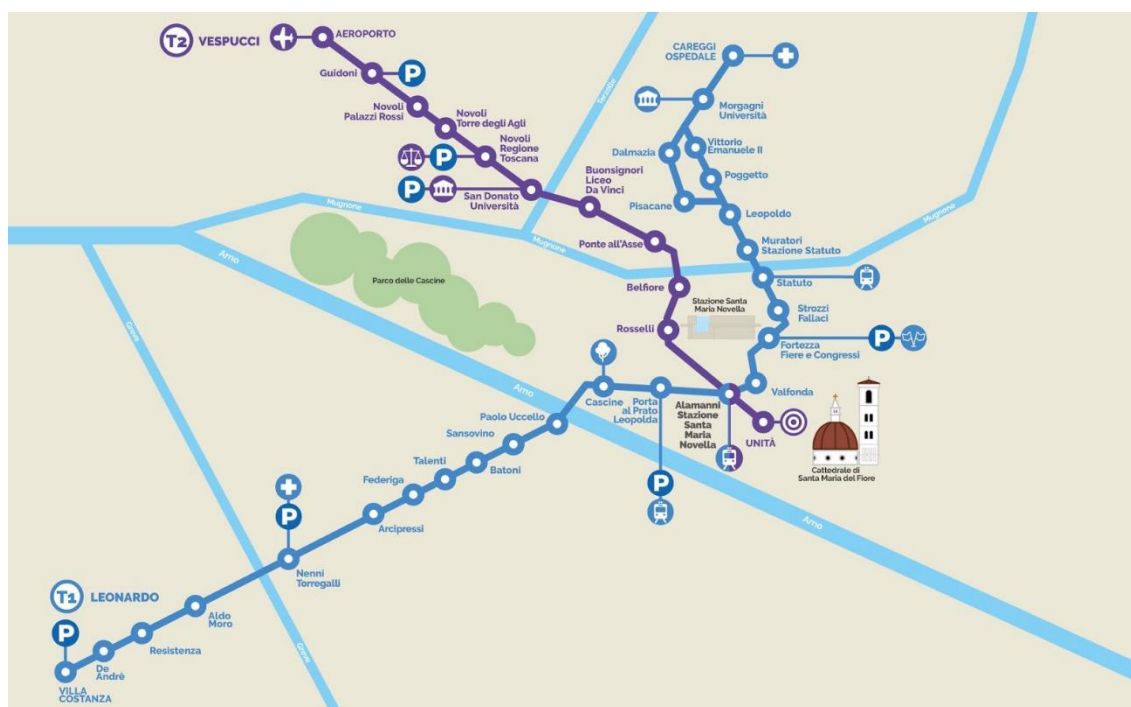 T2 VESPUCCI
AEROPORTO
Guidoni
P
Novoli
Palazzi Rossi
Novoli
Torre degli Agli
Novoli
Regione
Toscana
P
P
San Donato
Università
Buonsignori
Liceo
Da Vinci
Ponte all'Asse
Belfiore
Rosselli
Terzolle
Mugnone
Mugnone
Mugnone
CAREGGI
OSPEDALE
Morgagni
Università
Dalmazia
Vittorio
Emanuele II
Poggetto
Pisacane
Leopoldo
Muratori
Stazione Statuto
Statuto
Strozzi
Fallaci
Stazione Santa
Maria Novella
Fortezza
Fiere e Congressi
P
Valfonda
Parco delle Cascine
Arno
Greve
Arno
Cascine
Porta
al Prato
Leopolda
P
Alamanni
Stazione
Santa
Maria
Novella
UNITÀ
Cattedrale di
Santa Maria del Fiore
Arno
Paolo Uccello
Sansovino
Batoni
Talenti
Federiga
Arcipressi
P
Nenni
Torregalli
Greve
T1 LEONARDO
P
Aldo
Moro
Resistenza
De
Andrè
VILLA
COSTANZA